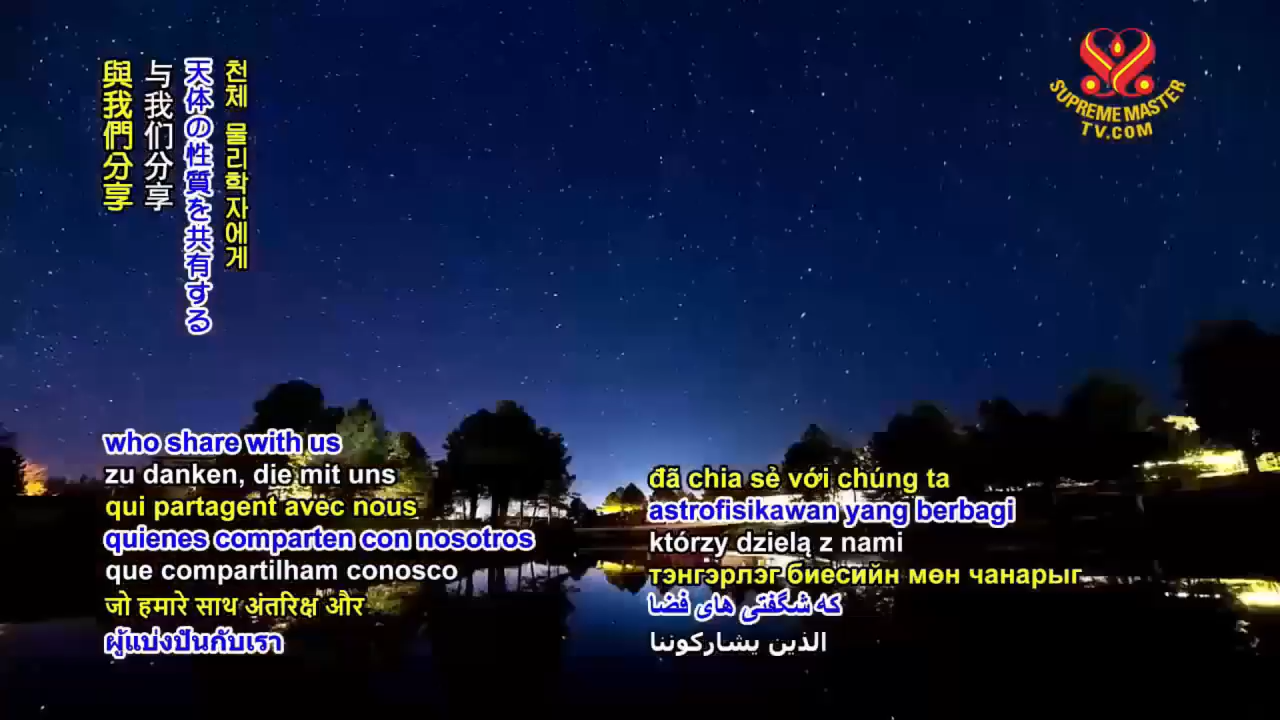 與我們分享
与我们分享
天体の性質を共有する
천체 물리학자에게
SUPREME MASTER
TV.COM
who share with us
zu danken, die mit uns
qui partagent avec nous
quienes comparten con nosotros
que compartilham conosco
जो हमारे साथ अंतरिक्ष और
ผู้แบ่งปันกับเรา
đã chia sẻ với chúng ta
astrofisikawan yang berbagi
którzy dzielą z nami
тэнгэрлэг биесийн мөн чанарыг
که شگفتی های فضا
الذين يشاركوننا